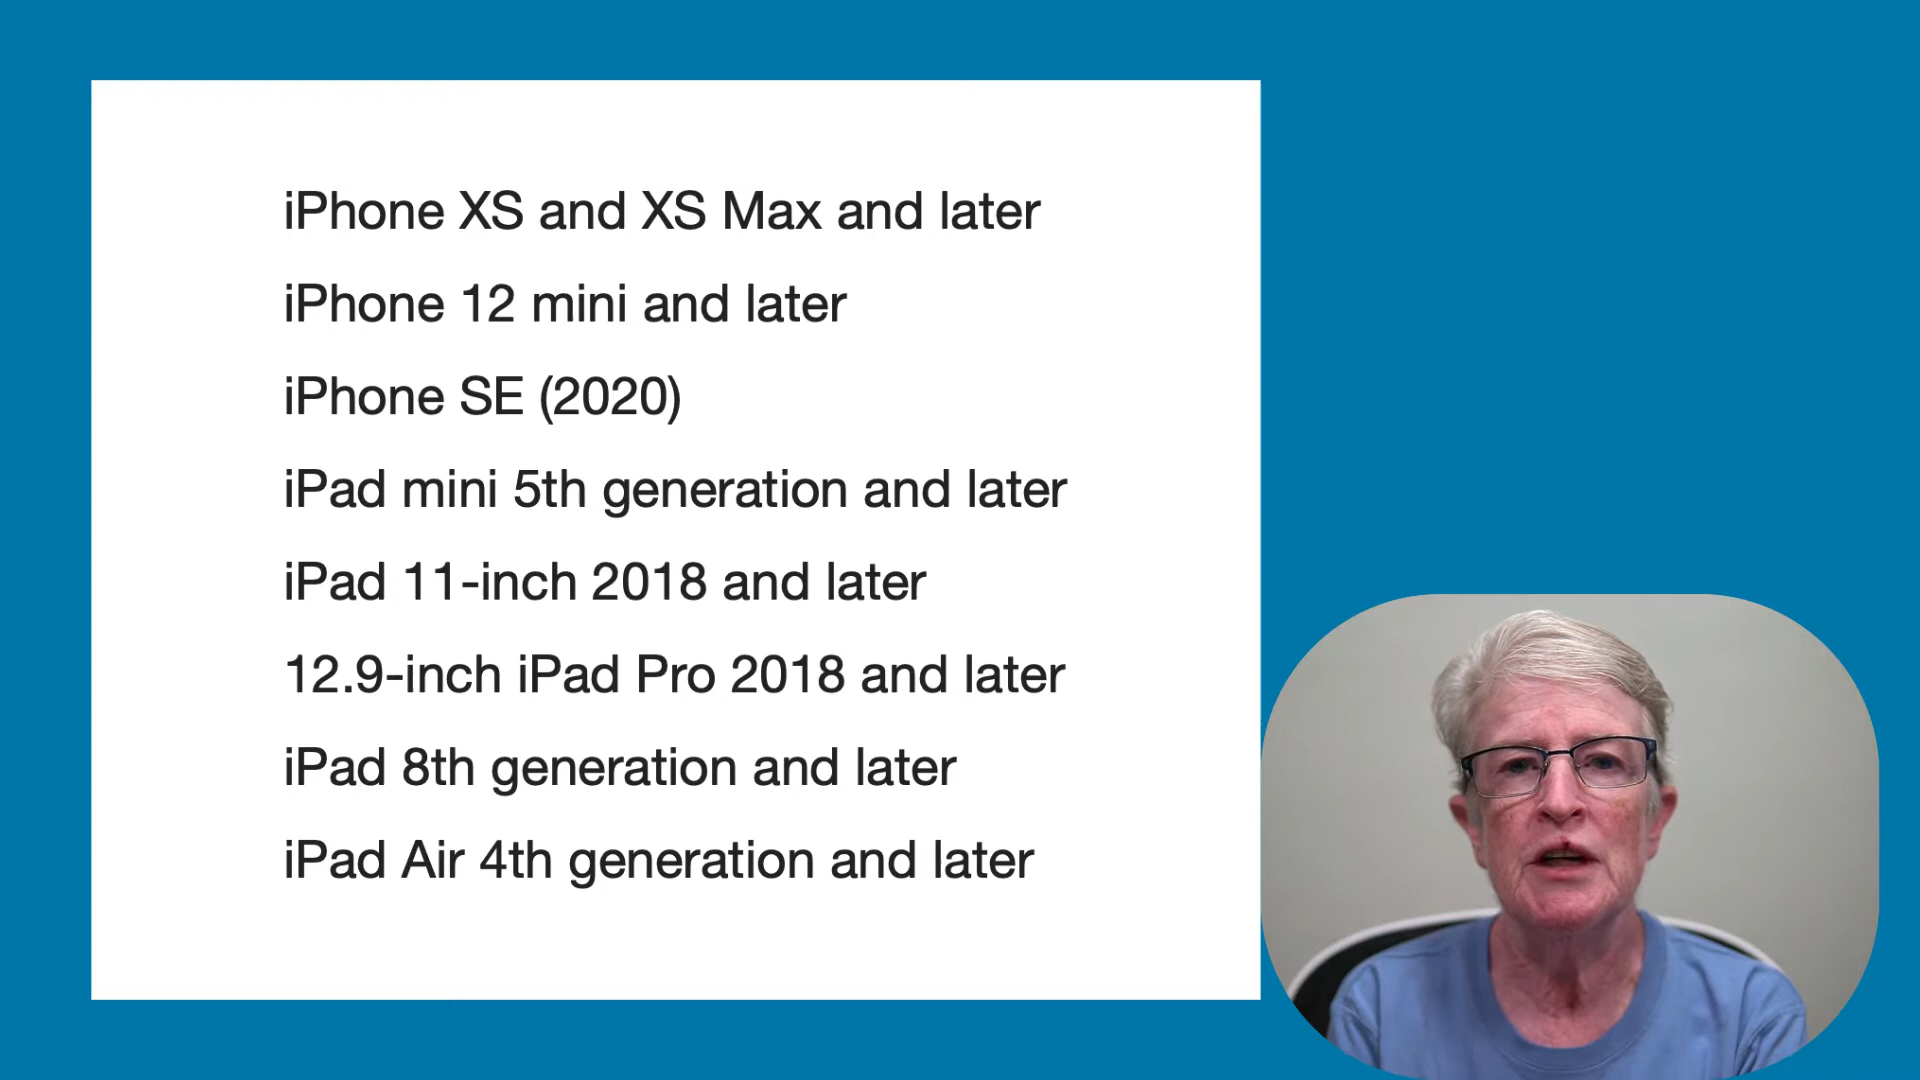 iPhone XS and XS Max and later
iPhone 12 mini and later
iPhone SE (2020)
iPad mini 5th generation and later
iPad 11-inch 2018 and later
12.9-inch iPad Pro 2018 and later
iPad 8th generation and later
iPad Air 4th generation and later